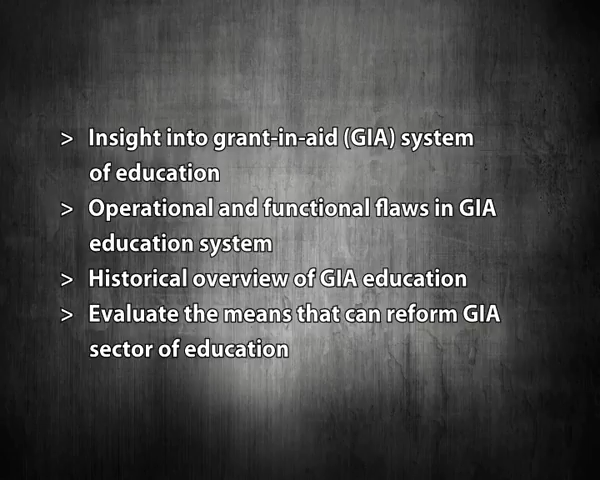 > Insight into grant-in-aid (GIA) system
of education
> Operational and functional flaws in GIA
education system
> Historical overview of GIA education
> Evaluate the means that can reform GIA
sector of education